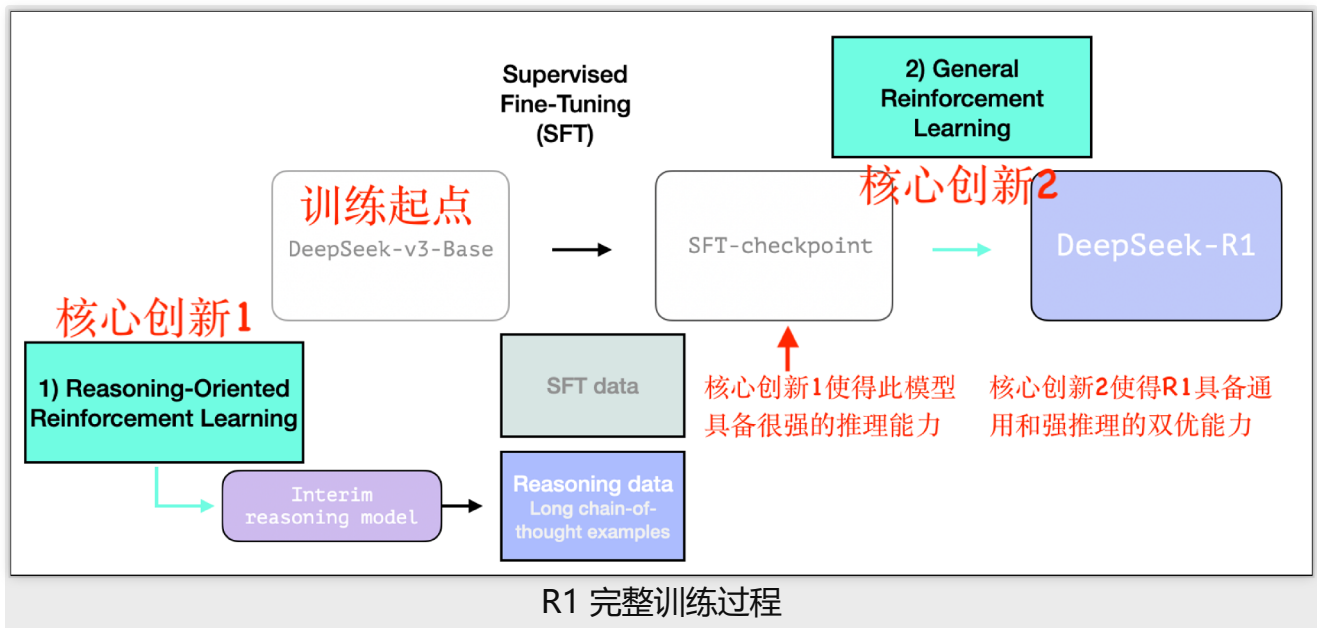 Supervised
Fine-Tuning
(SFT)
2) General
Reinforcement
Learning
核心创新2
训练起点
DeepSeek-v3-Base
SFT-checkpoint
DeepSeek-R1
核心创新1
1) Reasoning-Oriented
Reinforcement Learning
SFT data
核心创新1使得此模型
具备很强的推理能力
核心创新2使得R1具备通
用和强推理的双优能力
Interim
reasoning model
Reasoning data
Long chain-of-
thought examples
R1 完整训练过程